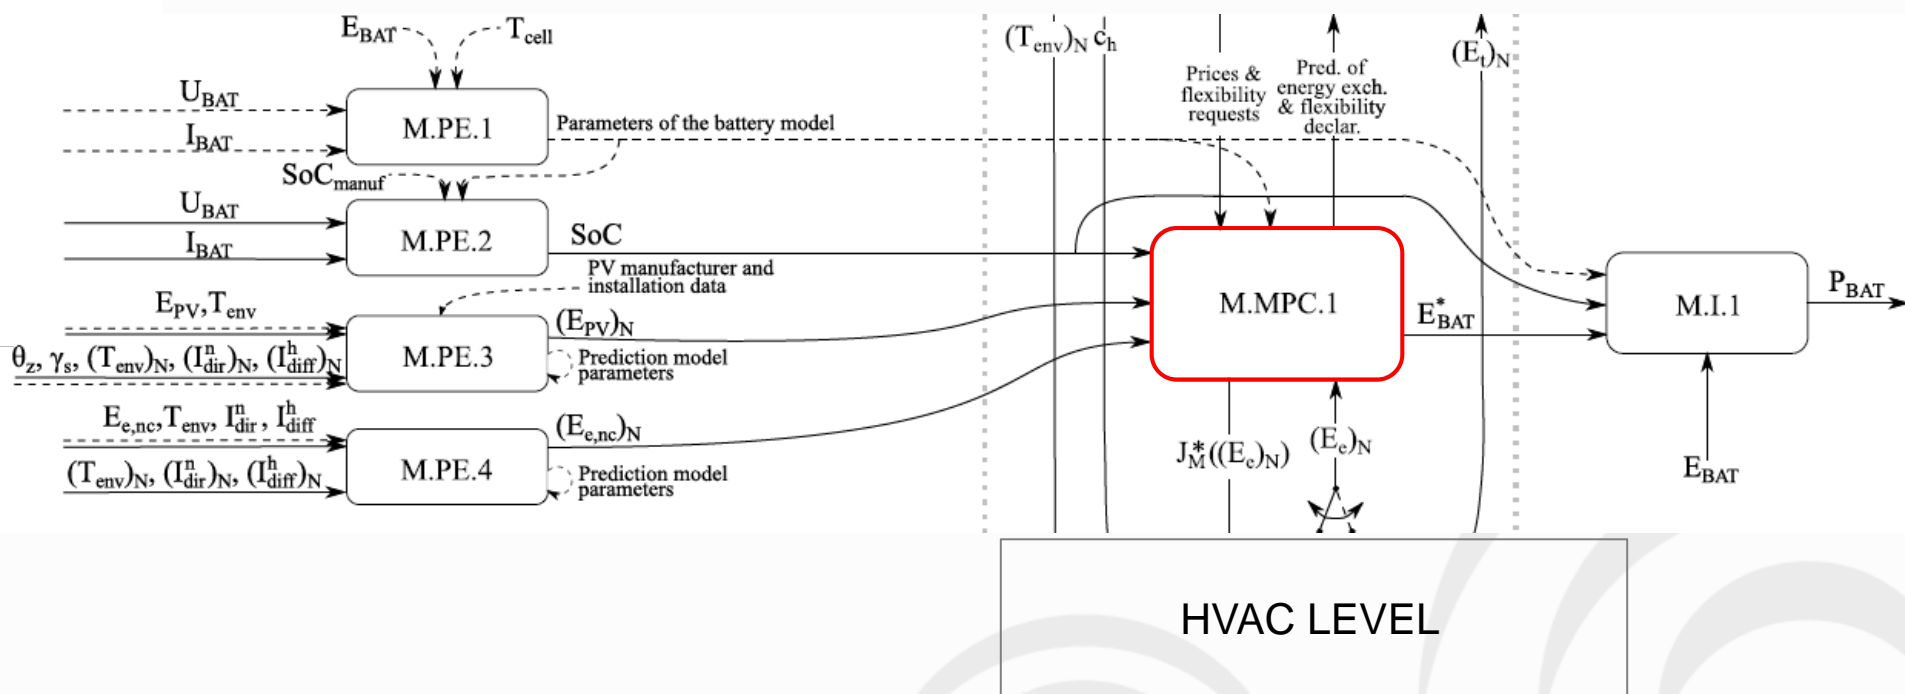 E_BAT
T_cell
(T_env)_N c_h
(E_t)_N
U_BAT
I_BAT
M.PE.1
Parameters of the battery model
Prices &
flexibility
requests
Pred. of
energy exch.
& flexibility
declar.
SoC_manuf
U_BAT
I_BAT
M.PE.2
SoC
PV manufacturer and
installation data
E_PV, T_env
θ_z, γ_s, (T_env)_N, (I^n_dir)_N, (I^h_diff)_N
M.PE.3
(E_PV)_N
Prediction model
parameters
E_e,nc, T_env, I^n_dir, I^h_diff
(T_env)_N, (I^n_dir)_N, (I^h_diff)_N
M.PE.4
(E_e,nc)_N
Prediction model
parameters
M.MPC.1
E*_BAT
M.I.1
P_BAT
E_BAT
J*_M((E_c)_N)
(E_c)_N
HVAC LEVEL